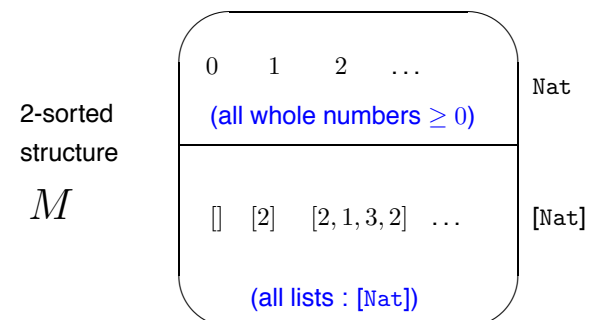 0 1 2 ...
Nat
2-sorted
(all whole numbers ≥ 0)
structure
M
[] [2] [2, 1, 3, 2] ...
[Nat]
(all lists : [Nat])